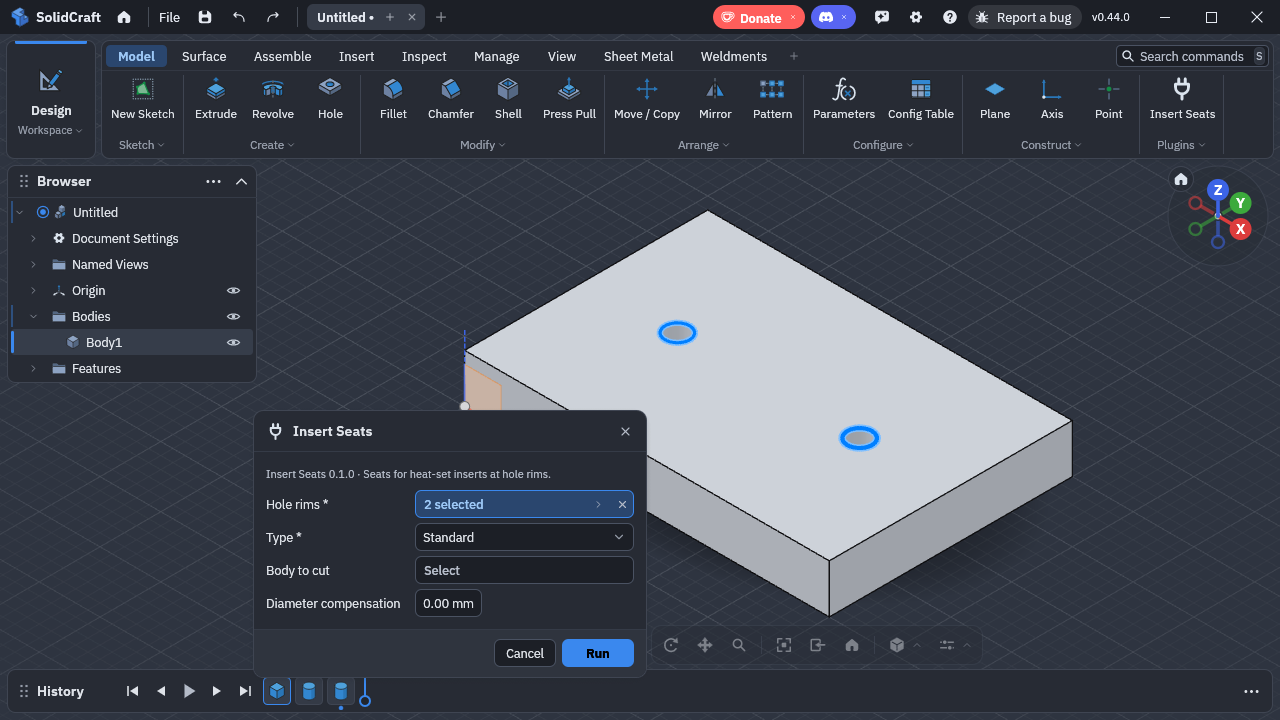 SolidCraft
File
Untitled •
Donate
Report a bug
v0.44.0
Design
Workspace
Model
Surface
Assemble
Insert
Inspect
Manage
View
Sheet Metal
Weldments
Search commands
S
New Sketch
Extrude
Revolve
Hole
Fillet
Chamfer
Shell
Press Pull
Move / Copy
Mirror
Pattern
Parameters
Config Table
Plane
Axis
Point
Insert Seats
Sketch
Create
Modify
Arrange
Configure
Construct
Plugins
Browser
Untitled
Document Settings
Named Views
Origin
Bodies
Body1
Features
Z
Y
X
Insert Seats
Insert Seats 0.1.0 · Seats for heat-set inserts at hole rims.
Hole rims *
2 selected
Type *
Standard
Body to cut
Select
Diameter compensation
0.00 mm
Cancel
Run
History